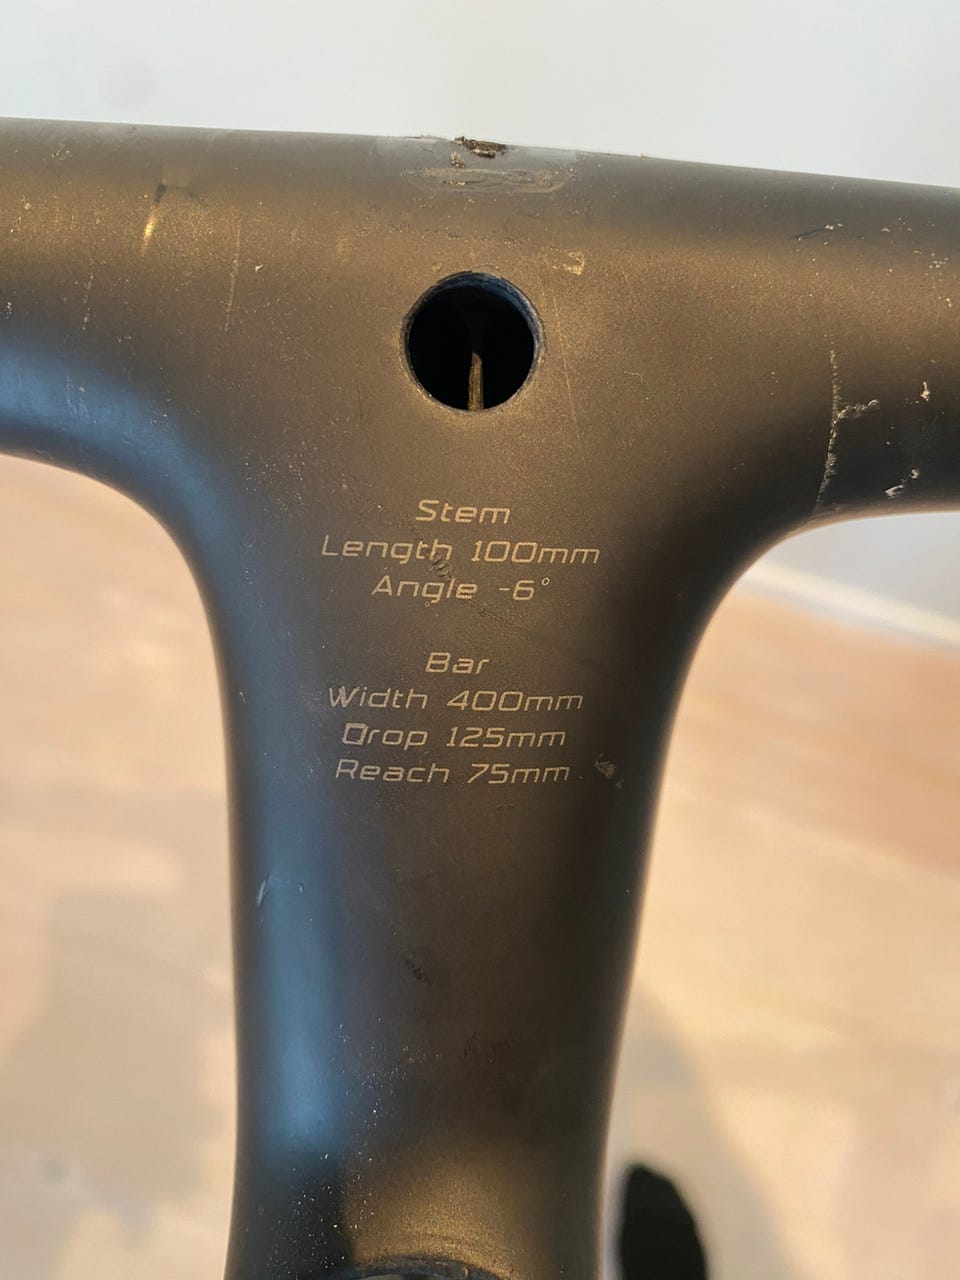 Stem
Length 100mm
Angle -6°
Bar
Width 400mm
Drop 125mm
Reach 75mm